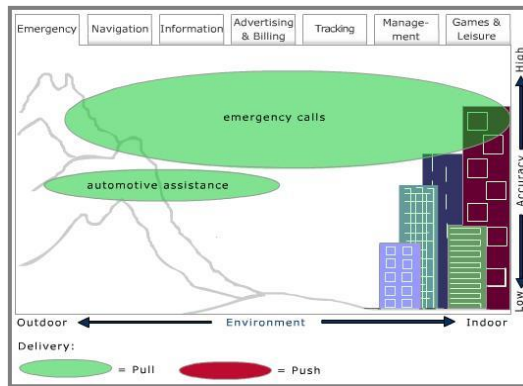 Emergency
Navigation
Information
Advertising
& Billing
Tracking
Manage-
ment
Games &
Leisure
High
emergency calls
Accuracy
automotive assistance
Low
Outdoor
Environment
Indoor
Delivery:
= Pull
= Push